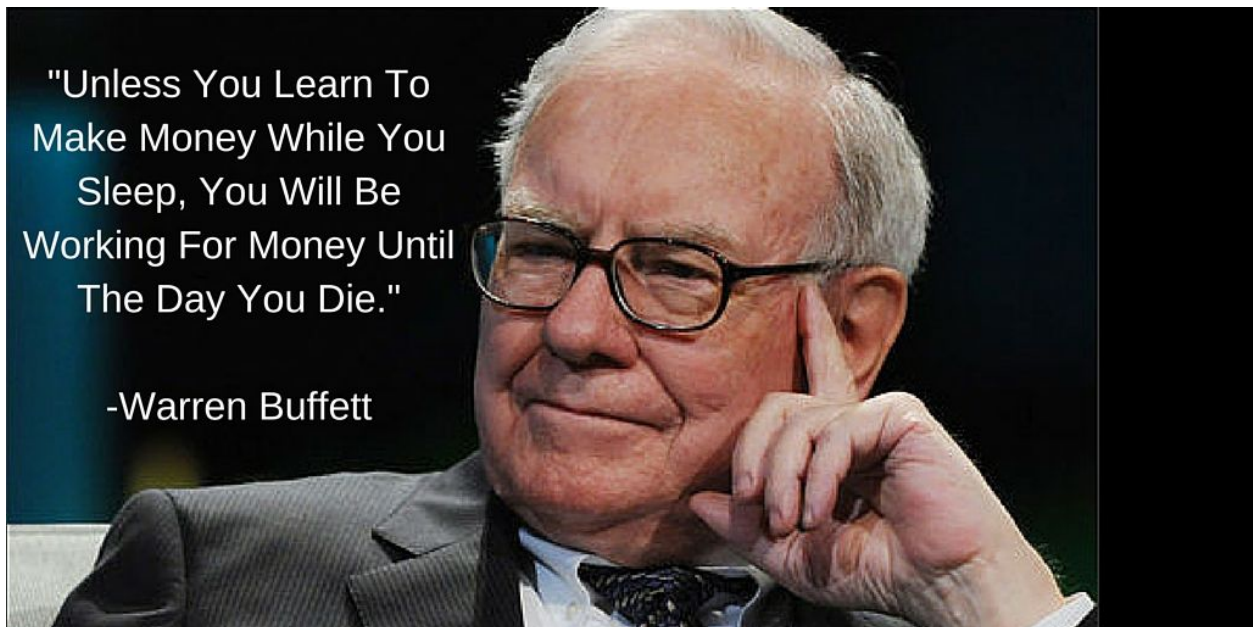 "Unless You Learn To
Make Money While You
Sleep, You Will Be
Working For Money Until
The Day You Die."
-Warren Buffett